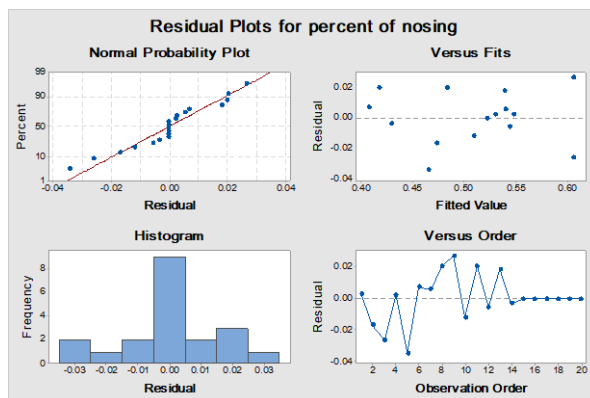 Residual Plots for percent of nosing
Normal Probability Plot
99
90
50
10
1
Percent
-0.04 -0.02 0.00 0.02 0.04
Residual
Versus Fits
0.02
0.00
-0.02
-0.04
Residual
0.40 0.45 0.50 0.55 0.60
Fitted Value
Histogram
8
6
4
2
0
Frequency
-0.03 -0.02 -0.01 0.00 0.01 0.02 0.03
Residual
Versus Order
0.02
0.00
-0.02
-0.04
Residual
2 4 6 8 10 12 14 16 18 20
Observation Order